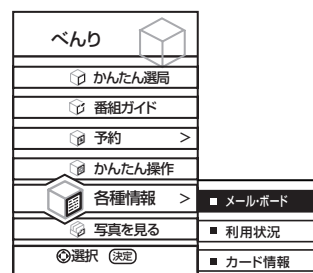 べんり
かんたん選局
番組ガイド
予約 >
かんたん操作
各種情報 >
メール・ボード
写真を見る
利用状況
選択 決定
カード情報